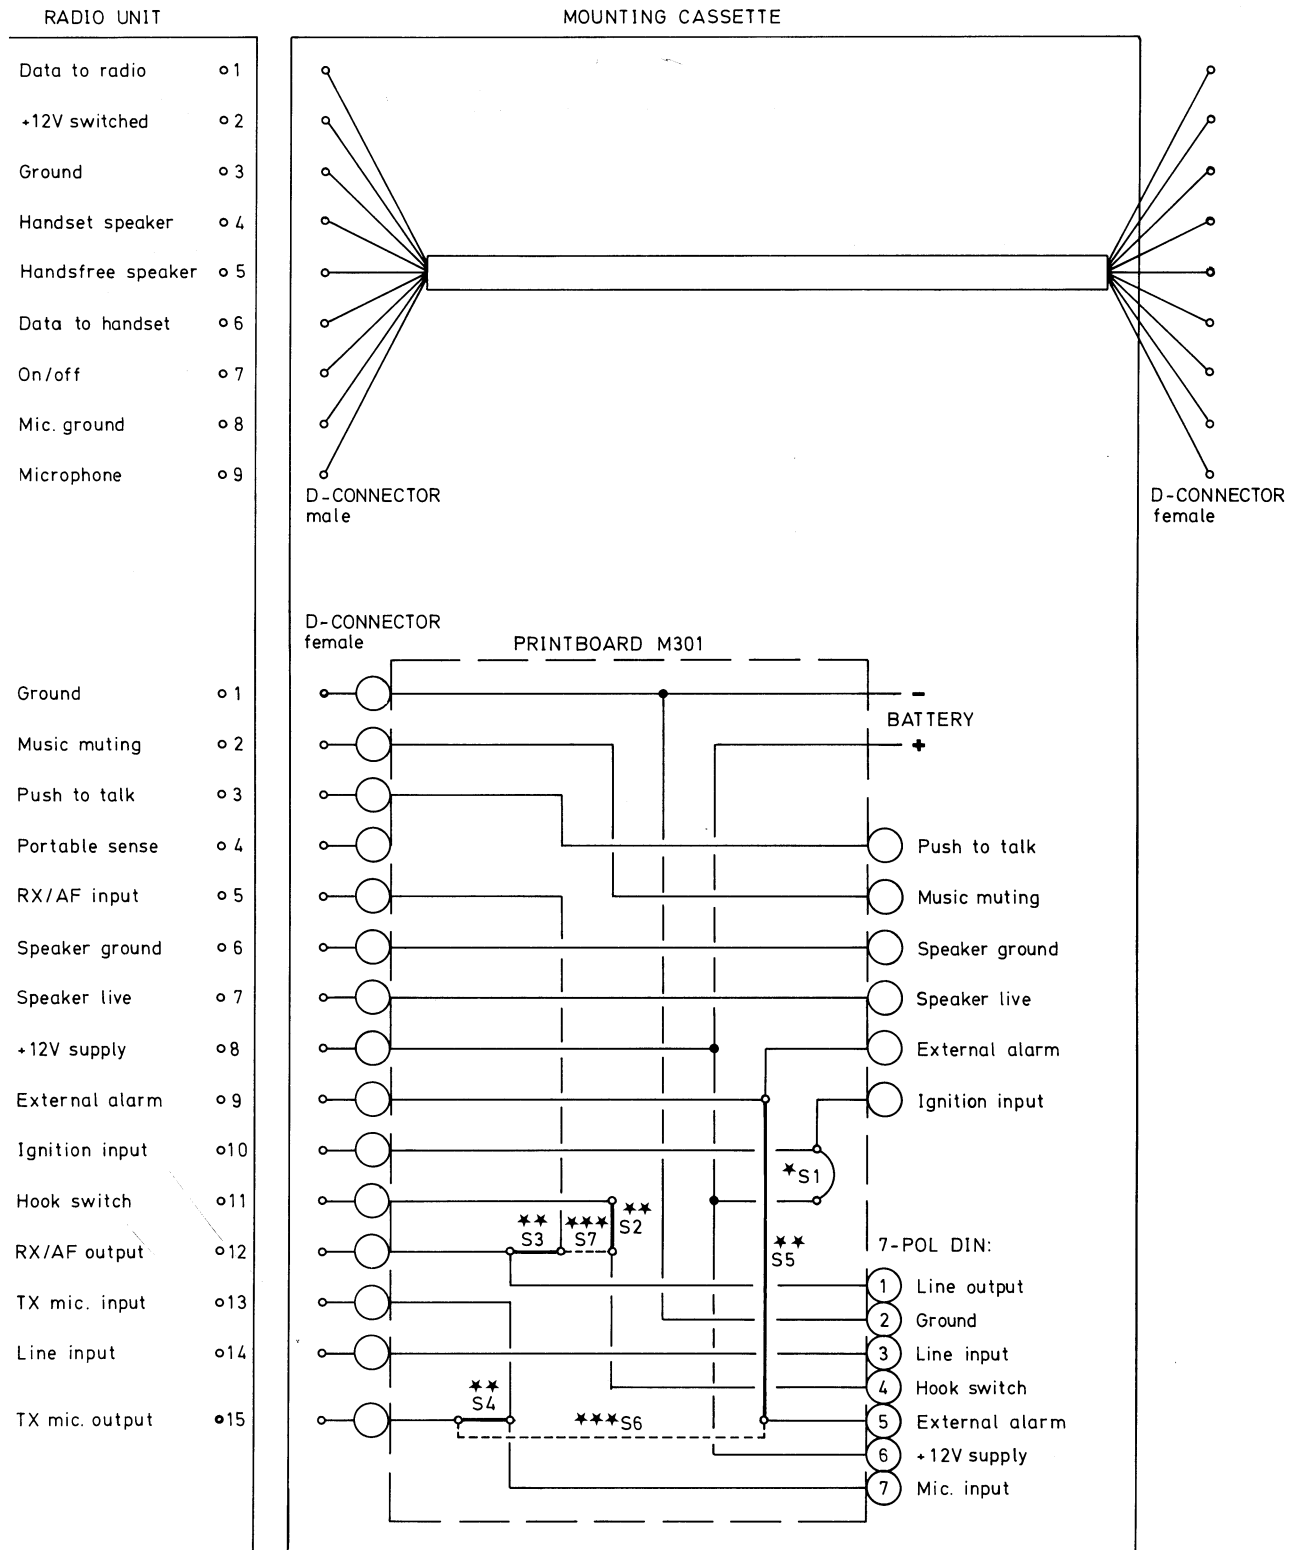 RADIO UNIT
MOUNTING CASSETTE
Data to radio 1
+12V switched 2
Ground 3
Handset speaker 4
Handsfree speaker 5
Data to handset 6
On/off 7
Mic. ground 8
Microphone 9
D-CONNECTOR
male
D-CONNECTOR
female
D-CONNECTOR
female
PRINTBOARD M301
Ground 1
-
BATTERY
Music muting 2
+
Push to talk 3
Portable sense 4
Push to talk
RX/AF input 5
Music muting
Speaker ground 6
Speaker ground
Speaker live 7
Speaker live
+12V supply 8
External alarm
External alarm 9
Ignition input
Ignition input 10
★S1
Hook switch 11
★★
S2
★★
S3
★★★
S7
★★
S5
RX/AF output 12
7-POL DIN:
1 Line output
TX mic. input 13
2 Ground
Line input 14
3 Line input
4 Hook switch
★★
S4
TX mic. output 15
★★★S6
5 External alarm
6 +12V supply
7 Mic. input